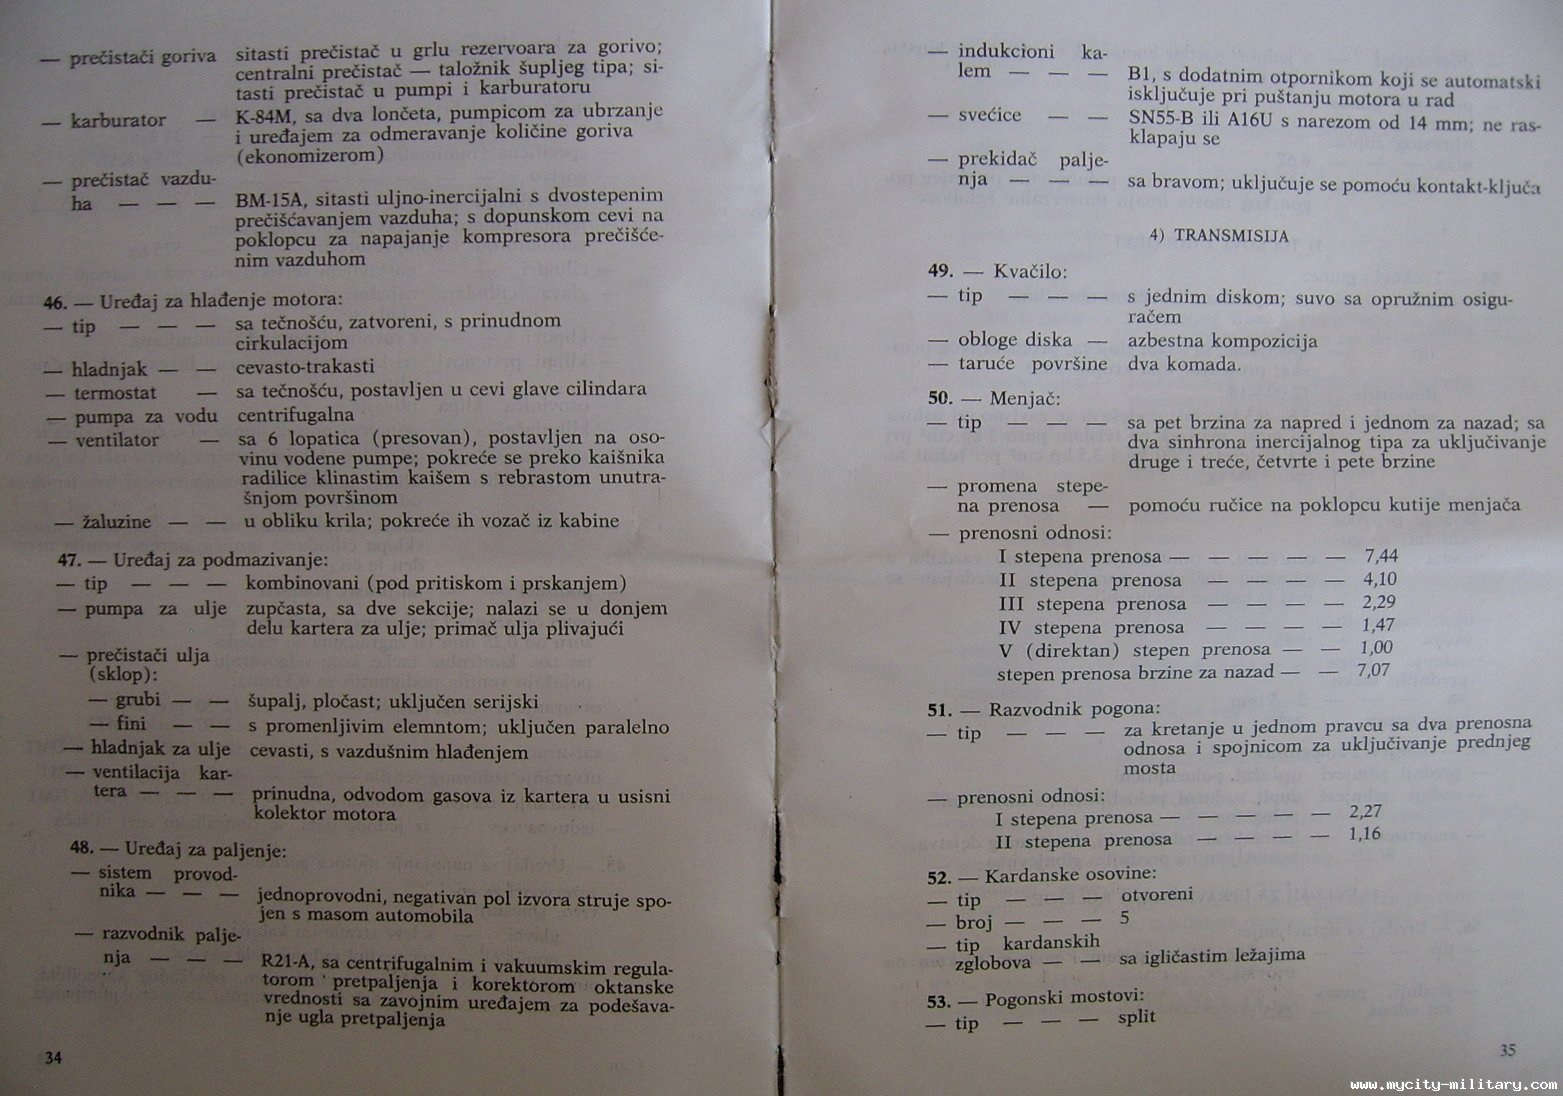 — prečistači goriva sitasti prečistač u grlu rezervoara za gorivo;
centralni prečistač — taložnik šupljeg tipa; si-
tasti prečistač u pumpi i karburatoru
— karburator — K-84M, sa dva lončeta, pumpicom za ubrzanje
i uređajem za odmeravanje količine goriva
(ekonomizerom)
— prečistač vazdu-
ha — — — BM-15A, sitasti uljno-inercijalni s dvostepenim
prečišćavanjem vazduha; s dopunskom cevi na
poklopcu za napajanje kompresora prečišće-
nim vazduhom
46. — Uređaj za hlađenje motora:
— tip — — — sa tečnošću, zatvoreni, s prinudnom
cirkulacijom
— hladnjak — — cevasto-trakasti
— termostat — sa tečnošću, postavljen u cevi glave cilindara
— pumpa za vodu centrifugalna
— ventilator — sa 6 lopatica (presovan), postavljen na oso-
vinu vodene pumpe; pokreće se preko kaišnika
radilice klinastim kaišem s rebrastom unutra-
šnjom površinom
— žaluzine — — u obliku krila; pokreće ih vozač iz kabine
47. — Uređaj za podmazivanje:
— tip — — — kombinovani (pod pritiskom i prskanjem)
— pumpa za ulje zupčasta, sa dve sekcije; nalazi se u donjem
delu kartera za ulje; primač ulja plivajući
— prečistači ulja
(sklop):
— grubi — — šupalj, pločast; uključen serijski
— fini — — s promenljivim elemntom; uključen paralelno
— hladnjak za ulje cevasti, s vazdušnim hlađenjem
— ventilacija kar-
tera — — — prinudna, odvodom gasova iz kartera u usisni
kolektor motora
48. — Uređaj za paljenje:
— sistem provod-
nika — — — jednoprovodni, negativan pol izvora struje spo-
jen s masom automobila
— razvodnik palje-
nja — — — R21-A, sa centrifugalnim i vakuumskim regula-
torom pretpaljenja i korektorom oktanske
vrednosti sa zavojnim uređajem za podešava-
nje ugla pretpaljenja
34
— indukcioni ka-
lem — — — B1, s dodatnim otpornikom koji se automatski
isključuje pri puštanju motora u rad
— svećice — — SN55-B ili A16U s narezom od 14 mm; ne ras-
klapaju se
— prekidač palje-
nja — — — sa bravom; uključuje se pomoću kontakt-ključa
4) TRANSMISIJA
49. — Kvačilo:
— tip — — — s jednim diskom; suvo sa opružnim osigu-
račem
— obloge diska — azbestna kompozicija
— taruće površine dva komada.
50. — Menjač:
— tip — — — sa pet brzina za napred i jednom za nazad; sa
dva sinhrona inercijalnog tipa za uključivanje
druge i treće, četvrte i pete brzine
— promena stepe-
na prenosa — pomoću ručice na poklopcu kutije menjača
— prenosni odnosi:
I stepena prenosa — — — — — 7,44
II stepena prenosa — — — — 4,10
III stepena prenosa — — — — 2,29
IV stepena prenosa — — — — 1,47
V (direktan) stepen prenosa — — 1,00
stepen prenosa brzine za nazad — — 7,07
51. — Razvodnik pogona:
— tip — — — za kretanje u jednom pravcu sa dva prenosna
odnosa i spojnicom za uključivanje prednjeg
mosta
— prenosni odnosi:
I stepena prenosa — — — — — 2,27
II stepena prenosa — — — — 1,16
52. — Kardanske osovine:
— tip — — — otvoreni
— broj — — — 5
— tip kardanskih
zglobova — — sa igličastim ležajima
53. — Pogonski mostovi:
— tip — — — split
35
www.mycity-military.com